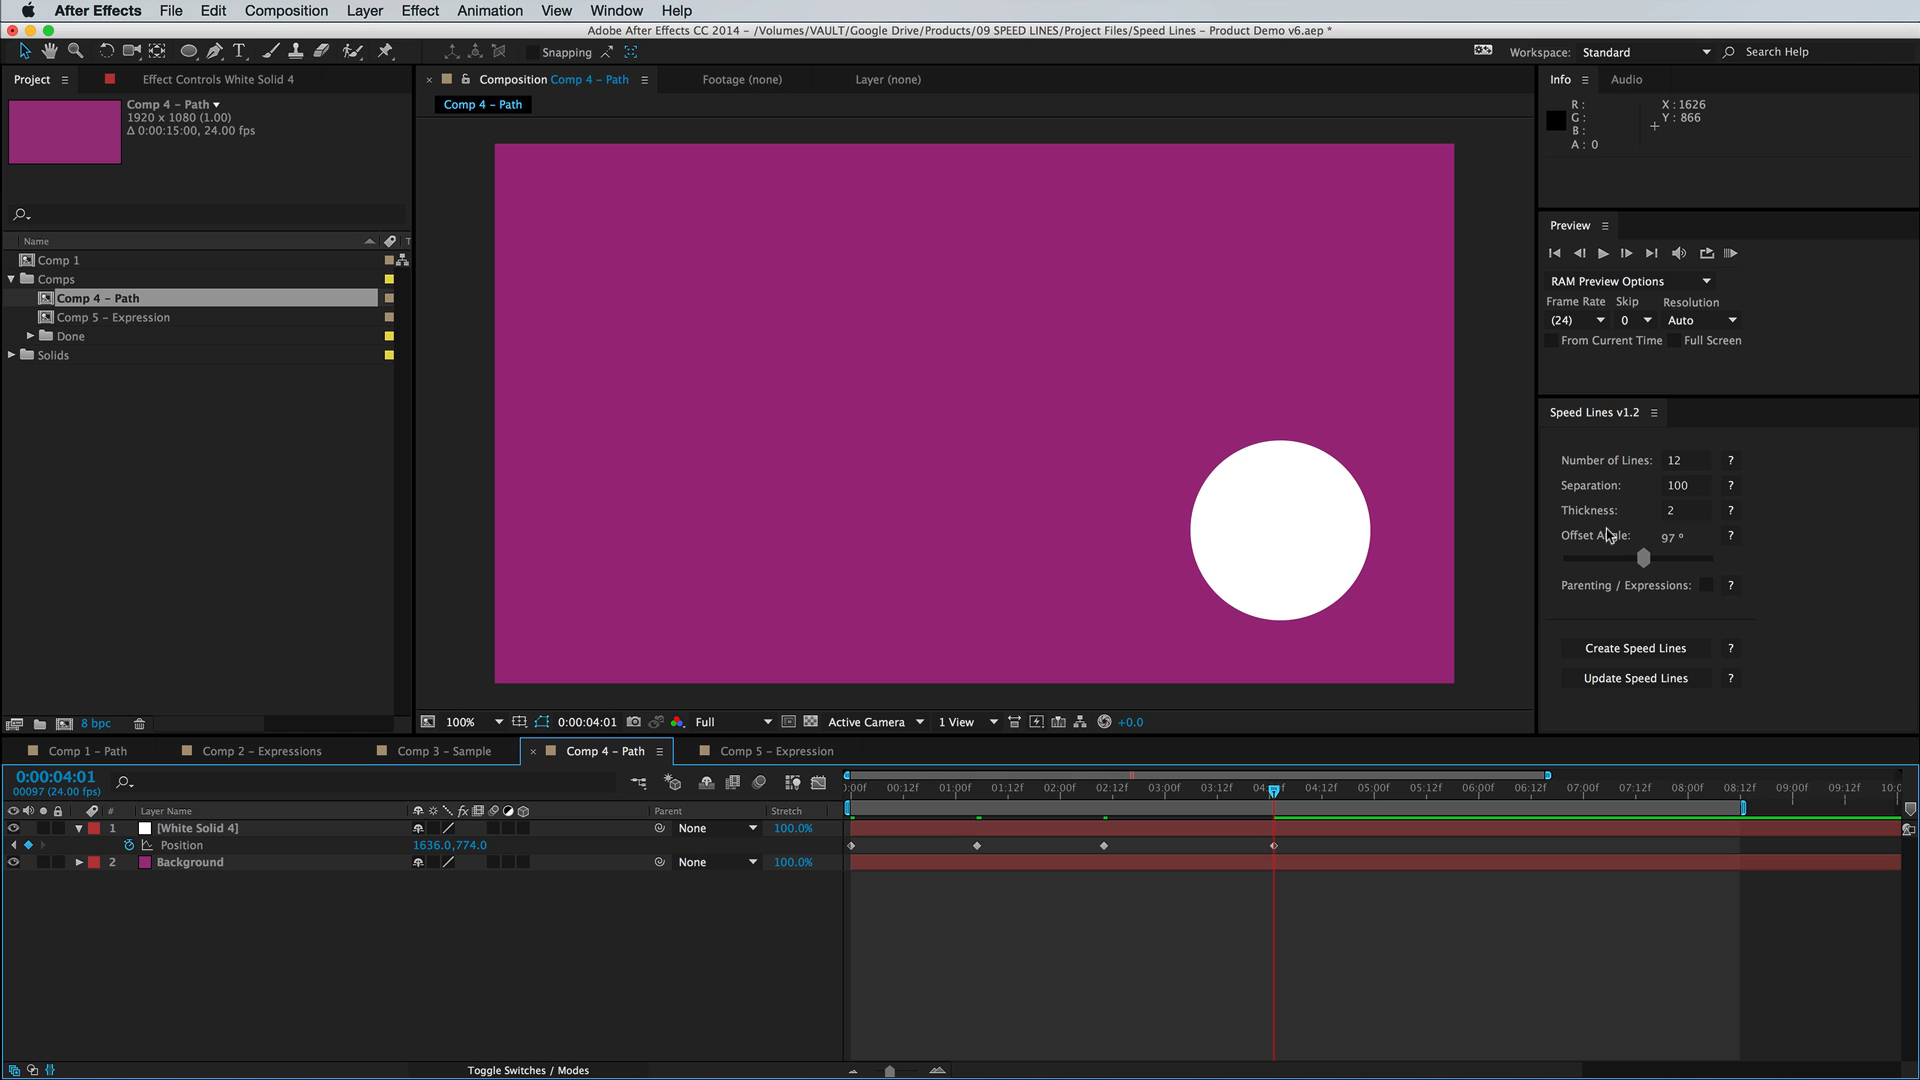 After Effects File Edit Composition Layer Effect Animation View Window Help
Adobe After Effects CC 2014 - /Volumes/VAULT/Google Drive/Products/09 SPEED LINES/Project Files/Speed Lines - Product Demo v6.aep *
T Snapping Workspace: Standard Search Help
Project Effect Controls White Solid 4 Composition Comp 4 - Path Footage (none) Layer (none) Info Audio
Comp 4 - Path
1920 x 1080 (1.00)
Δ 0:00:15:00, 24.00 fps
Comp 4 - Path
R: X: 1626
G: Y: 866
B:
A: 0
Preview
Name T
Comp 1
Comps
Comp 4 - Path
Comp 5 - Expression
Done
Solids
RAM Preview Options
Frame Rate Skip Resolution
(24) 0 Auto
From Current Time Full Screen
Speed Lines v1.2
Number of Lines: 12 ?
Separation: 100 ?
Thickness: 2 ?
Offset Angle: 97 º ?
Parenting / Expressions: ?
Create Speed Lines ?
Update Speed Lines ?
8 bpc 100% 0:00:04:01 Full Active Camera 1 View +0.0
Comp 1 - Path Comp 2 - Expressions Comp 3 - Sample Comp 4 - Path Comp 5 - Expression
0:00:04:01
00097 (24.00 fps)
:00f 00:12f 01:00f 01:12f 02:00f 02:12f 03:00f 03:12f 04:12f 05:00f 05:12f 06:00f 06:12f 07:00f 07:12f 08:00f 08:12f 09:00f 09:12f 10:0
# Layer Name fx Parent Stretch
1 [White Solid 4] None 100.0%
Position 1636.0,774.0
2 Background None 100.0%
Toggle Switches / Modes